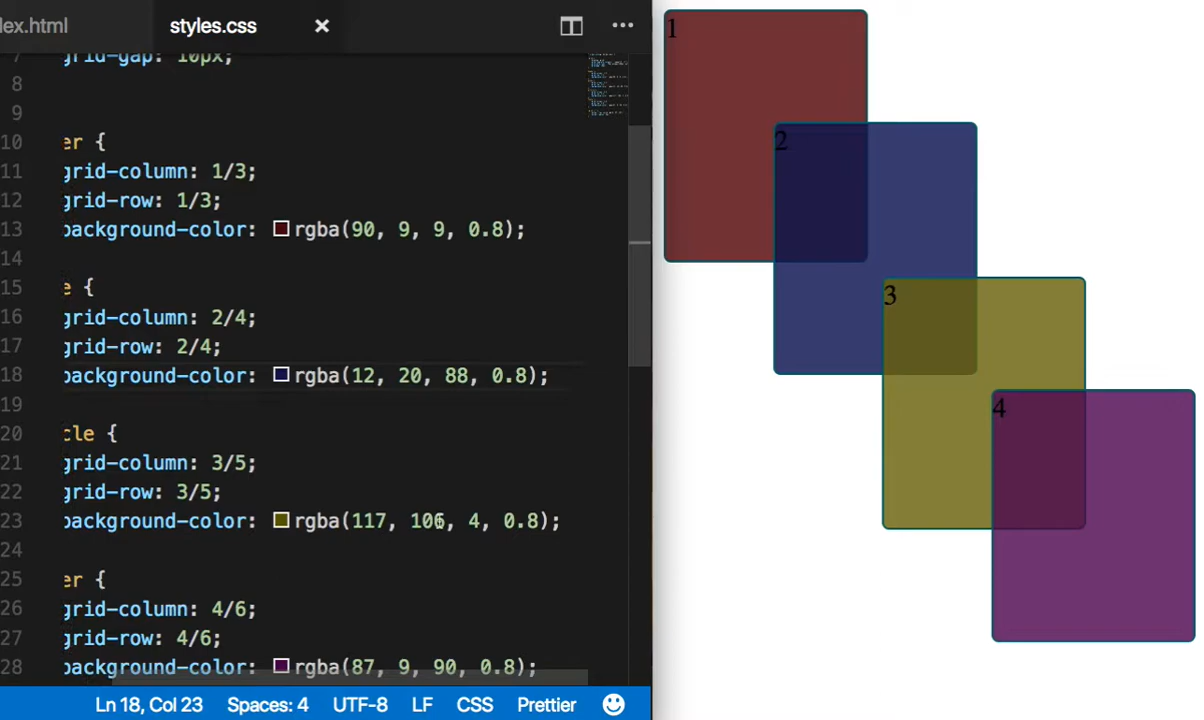 ex.html styles.css × ...
7 grid-gap: 10px;
8
9
10 er {
11 grid-column: 1/3;
12 grid-row: 1/3;
13 background-color: rgba(90, 9, 9, 0.8);
14
15 e {
16 grid-column: 2/4;
17 grid-row: 2/4;
18 background-color: rgba(12, 20, 88, 0.8);
19
20 cle {
21 grid-column: 3/5;
22 grid-row: 3/5;
23 background-color: rgba(117, 106, 4, 0.8);
24
25 er {
26 grid-column: 4/6;
27 grid-row: 4/6;
28 background-color: rgba(87, 9, 90, 0.8);
Ln 18, Col 23 Spaces: 4 UTF-8 LF CSS Prettier
1
2
3
4